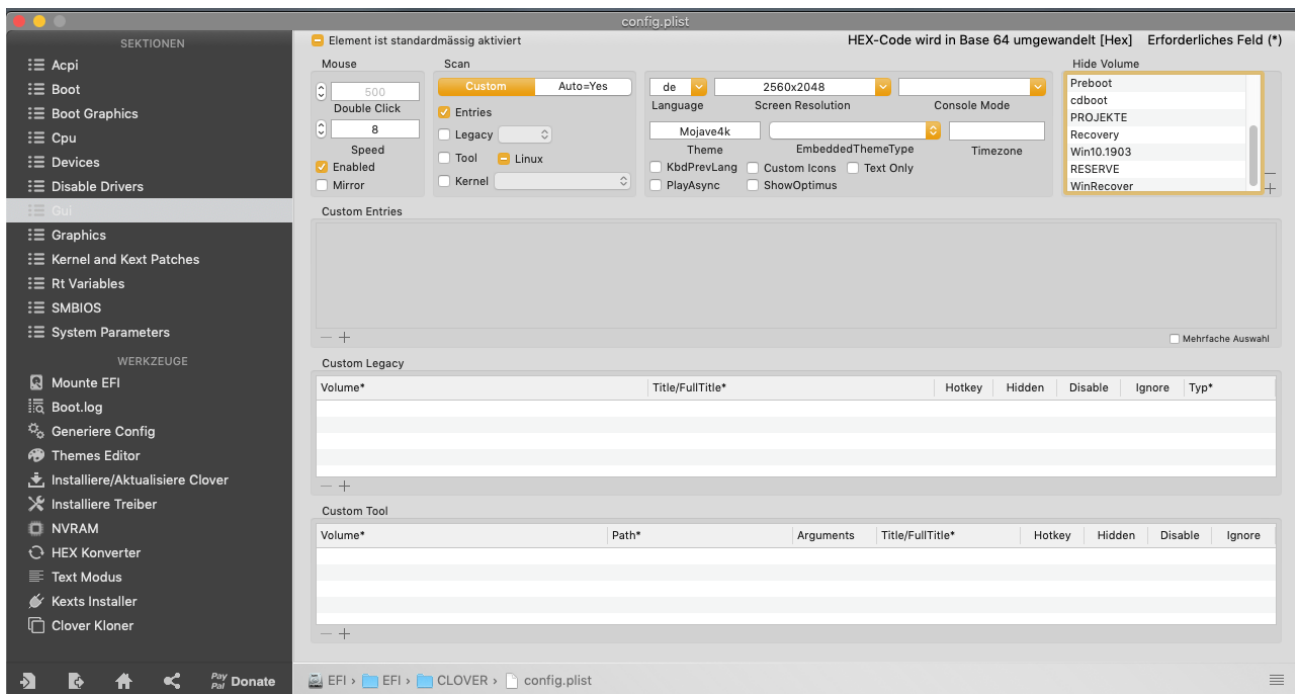 config.plist
SEKTIONEN
Acpi
Boot
Boot Graphics
Cpu
Devices
Disable Drivers
Gui
Graphics
Kernel and Kext Patches
Rt Variables
SMBIOS
System Parameters
WERKZEUGE
Mounte EFI
Boot.log
Generiere Config
Themes Editor
Installiere/Aktualisiere Clover
Installiere Treiber
NVRAM
HEX Konverter
Text Modus
Kexts Installer
Clover Kloner
Pay Pal Donate
Element ist standardmässig aktiviert
HEX-Code wird in Base 64 umgewandelt [Hex] Erforderliches Feld (*)
Mouse
500
Double Click
8
Speed
Enabled
Mirror
Scan
Custom Auto=Yes
Entries
Legacy
Tool Linux
Kernel
de 2560x2048
Language Screen Resolution Console Mode
Mojave4k
Theme EmbeddedThemeType Timezone
KbdPrevLang Custom Icons Text Only
PlayAsync ShowOptimus
Hide Volume
Preboot
cdboot
PROJEKTE
Recovery
Win10.1903
RESERVE
WinRecover
Custom Entries
Mehrfache Auswahl
Custom Legacy
Volume* Title/FullTitle* Hotkey Hidden Disable Ignore Typ*
Custom Tool
Volume* Path* Arguments Title/FullTitle* Hotkey Hidden Disable Ignore
EFI › EFI › CLOVER › config.plist